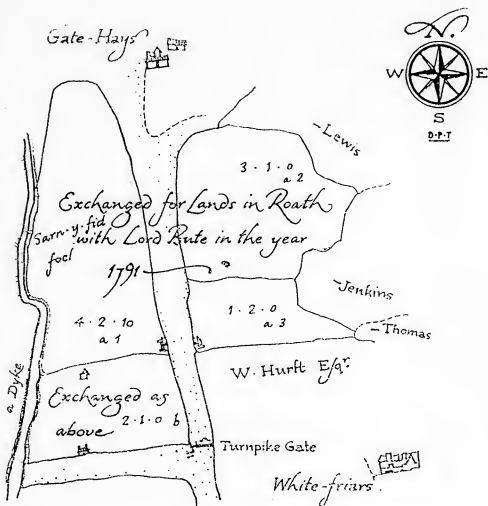 Gate-Hays
N.
W
E
S
D·P·T
-Lewis
3·1·0
a 2
Exchanged for Lands in Roath
Sarn·y·fid
with Lord Bute in the year
focl
1791
-Jenkins
1·2·0
a 3
4·2·10
a 1
-Thomas
W. Hurst Esqr.
a Dyke
Exchanged as
2·1·0 b
above
Turnpike Gate
White-friars.